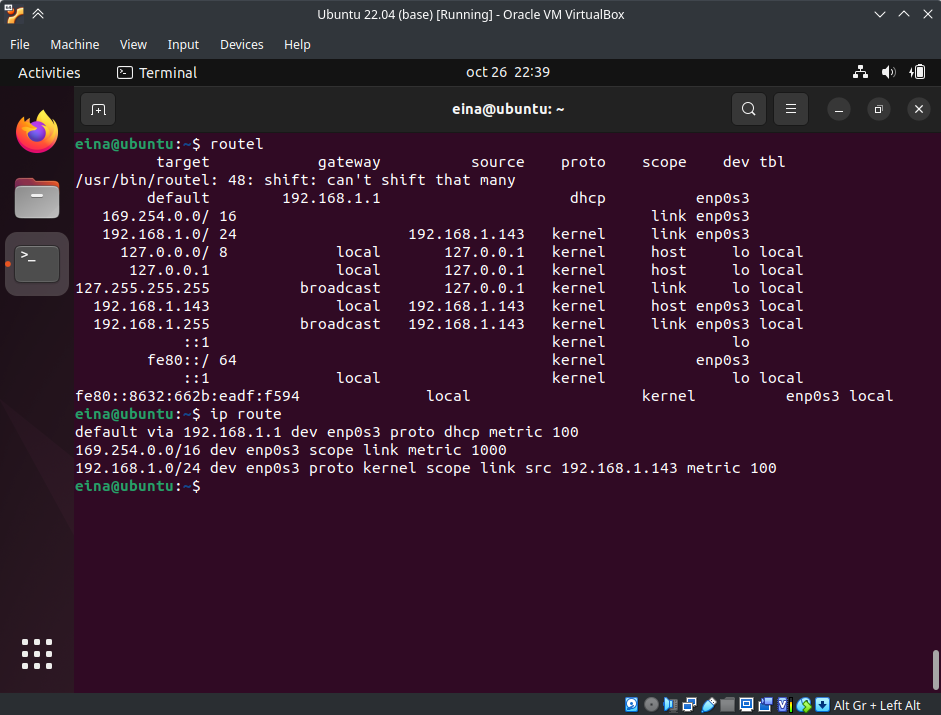 Ubuntu 22.04 (base) [Running] - Oracle VM VirtualBox
File Machine View Input Devices Help
Activities Terminal oct 26 22:39
eina@ubuntu: ~
eina@ubuntu:~$ routel
target gateway source proto scope dev tbl
/usr/bin/routel: 48: shift: can't shift that many
default 192.168.1.1 dhcp enp0s3
169.254.0.0/ 16 link enp0s3
192.168.1.0/ 24 192.168.1.143 kernel link enp0s3
127.0.0.0/ 8 local 127.0.0.1 kernel host lo local
127.0.0.1 local 127.0.0.1 kernel host lo local
127.255.255.255 broadcast 127.0.0.1 kernel link lo local
192.168.1.143 local 192.168.1.143 kernel host enp0s3 local
192.168.1.255 broadcast 192.168.1.143 kernel link enp0s3 local
::1 kernel lo
fe80::/ 64 kernel enp0s3
::1 local kernel lo local
fe80::8632:662b:eadf:f594 local kernel enp0s3 local
eina@ubuntu:~$ ip route
default via 192.168.1.1 dev enp0s3 proto dhcp metric 100
169.254.0.0/16 dev enp0s3 scope link metric 1000
192.168.1.0/24 dev enp0s3 proto kernel scope link src 192.168.1.143 metric 100
eina@ubuntu:~$
Alt Gr + Left Alt